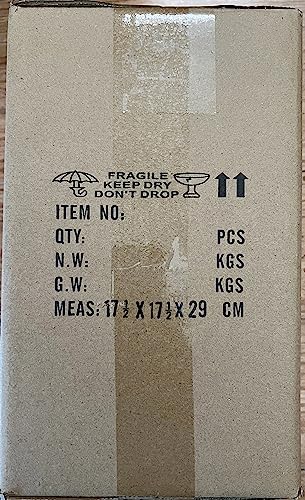 FRAGILE
KEEP DRY
DON'T DROP
ITEM NO:
QTY: PCS
N.W: KGS
G.W: KGS
MEAS: 17½ X 17½ X 29 CM